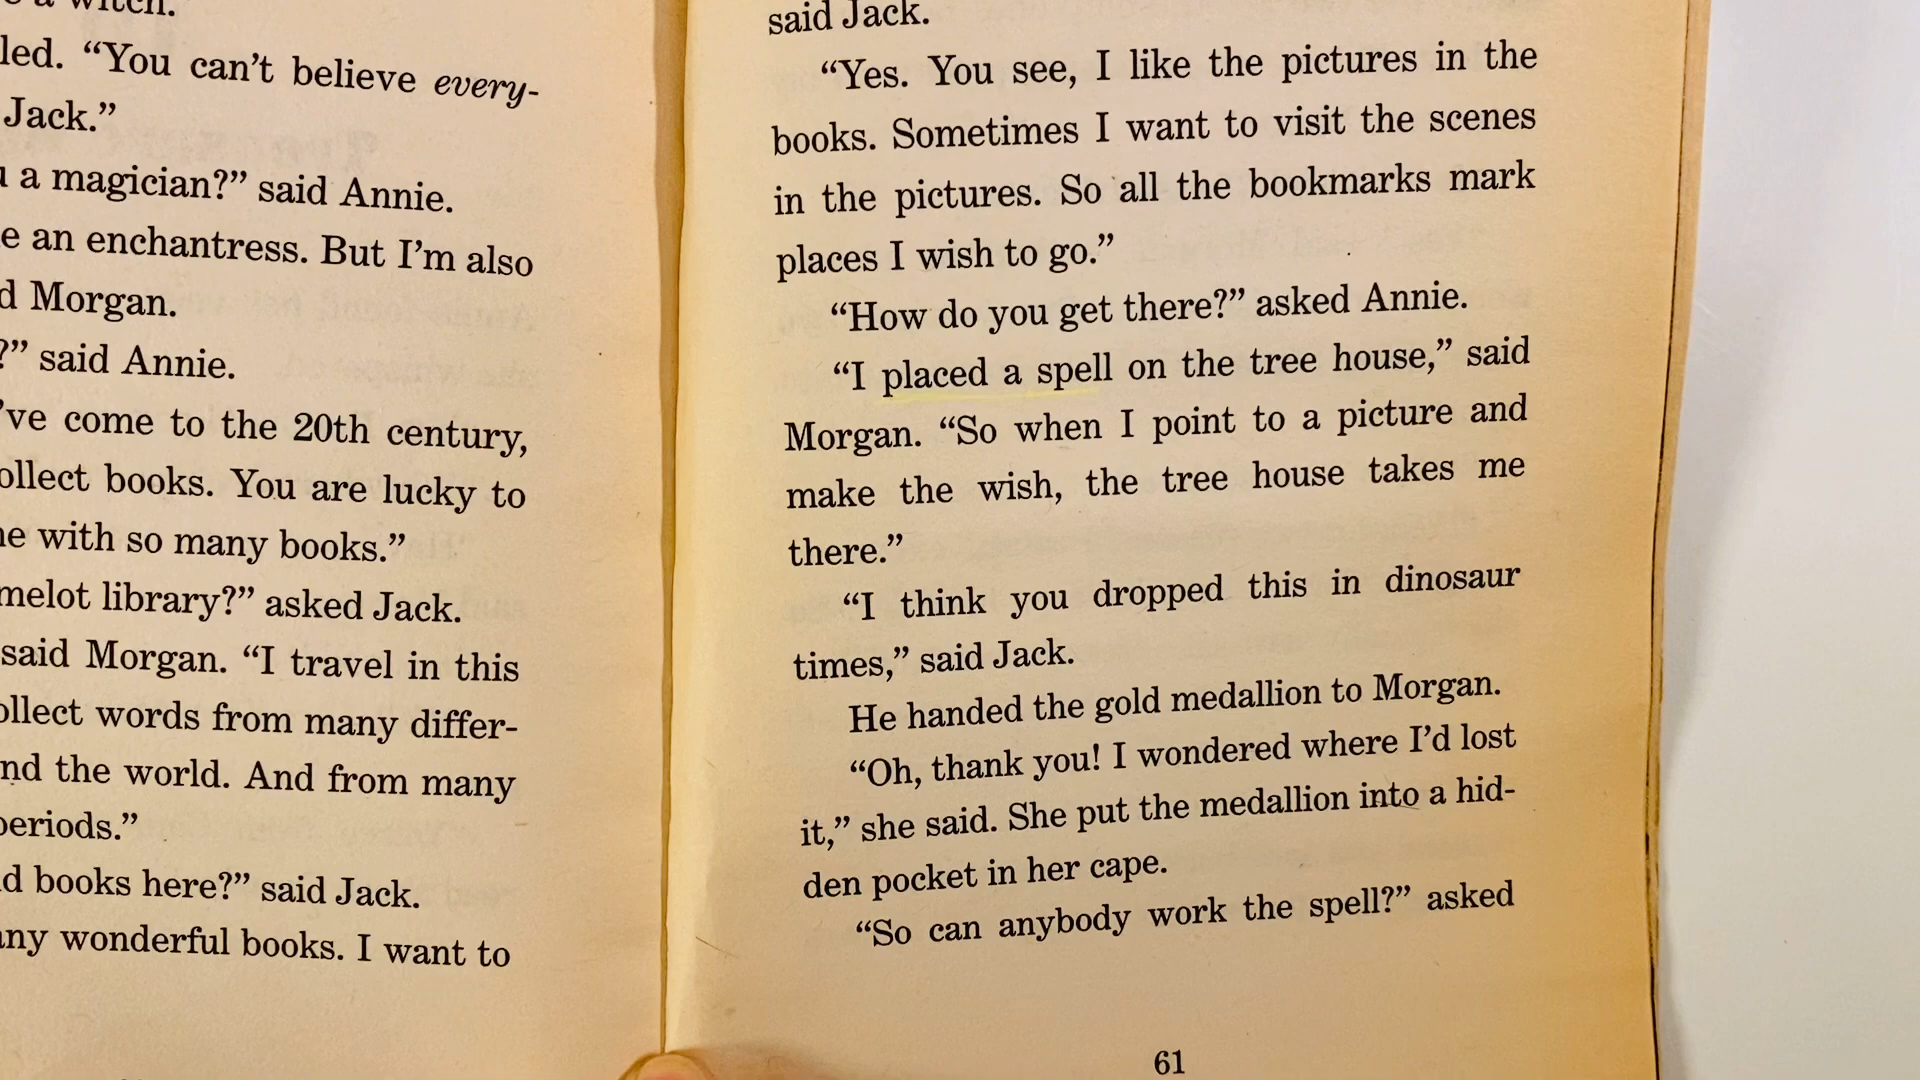 a witch.
led. “You can’t believe every-
Jack.”
a magician?” said Annie.
e an enchantress. But I’m also
d Morgan.
?” said Annie.
’ve come to the 20th century,
ollect books. You are lucky to
e with so many books.”
melot library?” asked Jack.
said Morgan. “I travel in this
ollect words from many differ-
nd the world. And from many
periods.”
d books here?” said Jack.
any wonderful books. I want to
said Jack.
“Yes. You see, I like the pictures in the
books. Sometimes I want to visit the scenes
in the pictures. So all the bookmarks mark
places I wish to go.”
“How do you get there?” asked Annie.
“I placed a spell on the tree house,” said
Morgan. “So when I point to a picture and
make the wish, the tree house takes me
there.”
“I think you dropped this in dinosaur
times,” said Jack.
He handed the gold medallion to Morgan.
“Oh, thank you! I wondered where I’d lost
it,” she said. She put the medallion into a hid-
den pocket in her cape.
“So can anybody work the spell?” asked
61